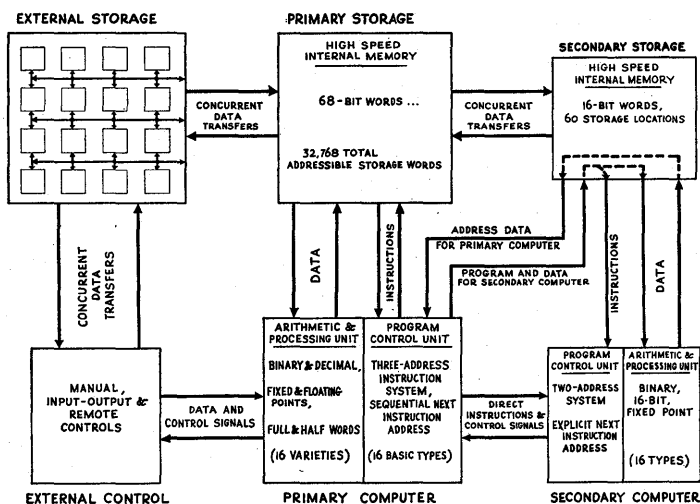 EXTERNAL STORAGE
PRIMARY STORAGE
HIGH SPEED
INTERNAL MEMORY
68-BIT WORDS ...
32,768 TOTAL
ADDRESSIBLE STORAGE WORDS
SECONDARY STORAGE
HIGH SPEED
INTERNAL MEMORY
16-BIT WORDS,
60 STORAGE LOCATIONS
CONCURRENT
DATA
TRANSFERS
CONCURRENT
DATA
TRANSFERS
CONCURRENT
DATA
TRANSFERS
DATA
INSTRUCTIONS
ADDRESS DATA
FOR PRIMARY COMPUTER
PROGRAM AND DATA
FOR SECONDARY COMPUTER
INSTRUCTIONS
DATA
MANUAL,
INPUT-OUTPUT &
REMOTE
CONTROLS
EXTERNAL CONTROL
DATA AND
CONTROL SIGNALS
ARITHMETIC &
PROCESSING UNIT
BINARY & DECIMAL,
FIXED & FLOATING
POINTS,
FULL & HALF WORDS
(16 VARIETIES)
PROGRAM
CONTROL UNIT
THREE-ADDRESS
INSTRUCTION
SYSTEM,
SEQUENTIAL NEXT
INSTRUCTION
ADDRESS
(16 BASIC TYPES)
PRIMARY COMPUTER
DIRECT
INSTRUCTIONS &
CONTROL SIGNALS
PROGRAM
CONTROL UNIT
TWO-ADDRESS
SYSTEM
EXPLICIT NEXT
INSTRUCTION
ADDRESS
ARITHMETIC &
PROCESSING UNIT
BINARY,
16-BIT,
FIXED POINT
(16 TYPES)
SECONDARY COMPUTER